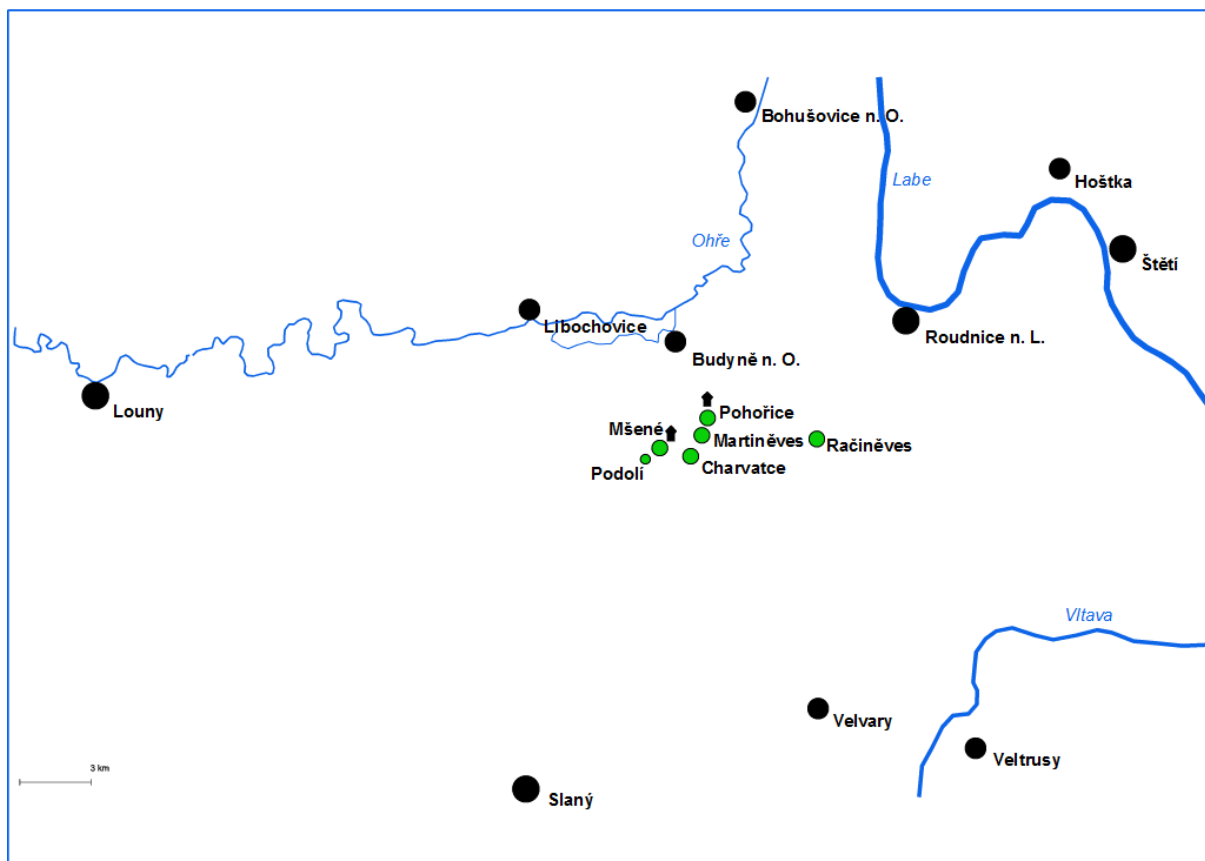 Bohušovice n. O.
Labe
Hoštka
Ohře
Štětí
Libochovice
Roudnice n. L.
Budyně n. O.
Louny
Pohořice
Mšené
Martiněves
Račiněves
Podolí
Charvatce
Vltava
Velvary
Veltrusy
3 km
Slaný